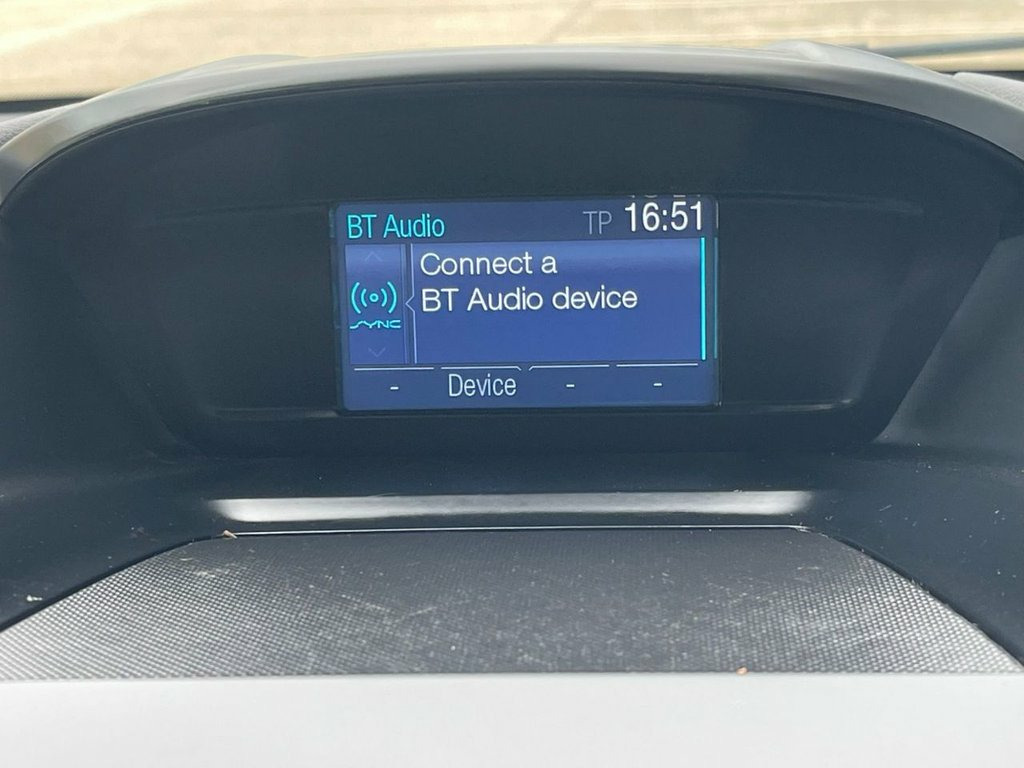 BT Audio TP 16:51
Connect a
BT Audio device
SYNC
- Device - -